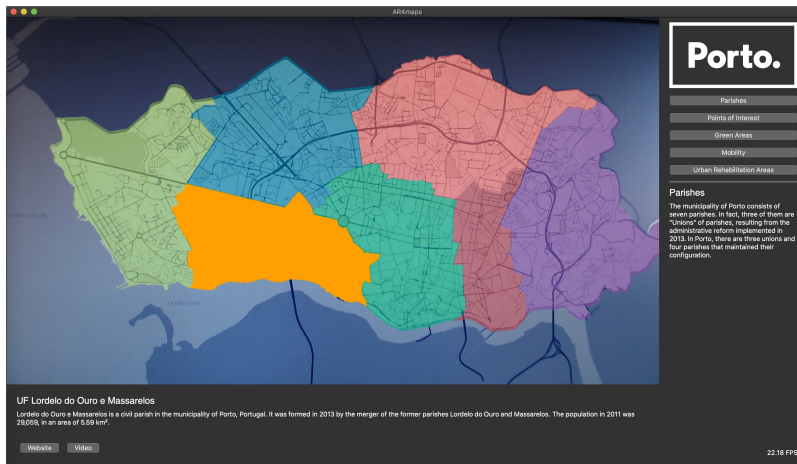 AR4maps
Porto.
Parishes
Points of Interest
Green Areas
Mobility
Urban Rehabilitation Areas
Parishes
The municipality of Porto consists of
seven parishes. In fact, three of them are
"Unions" of parishes, resulting from the
administrative reform implemented in
2013. In Porto, there are three unions and
four parishes that maintained their
configuration.
UF Lordelo do Ouro e Massarelos
Lordelo do Ouro e Massarelos is a civil parish in the municipality of Porto, Portugal. It was formed in 2013 by the merger of the former parishes Lordelo do Ouro and Massarelos. The population in 2011 was
29,059, in an area of 5.59 km².
Website
Video
22.18 FPS